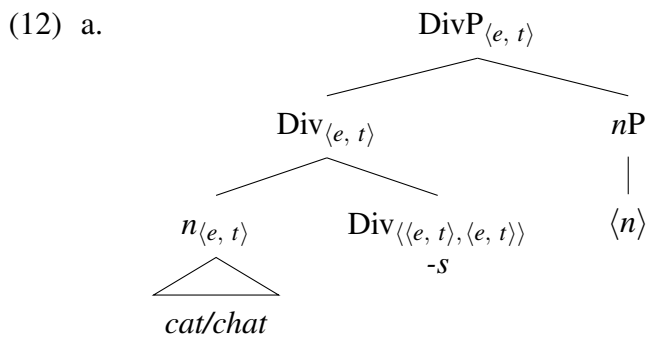 (12) a. DivP⟨e, t⟩
Div⟨e, t⟩ nP
n⟨e, t⟩ Div⟨⟨e, t⟩,⟨e, t⟩⟩ ⟨n⟩
-s
cat/chat